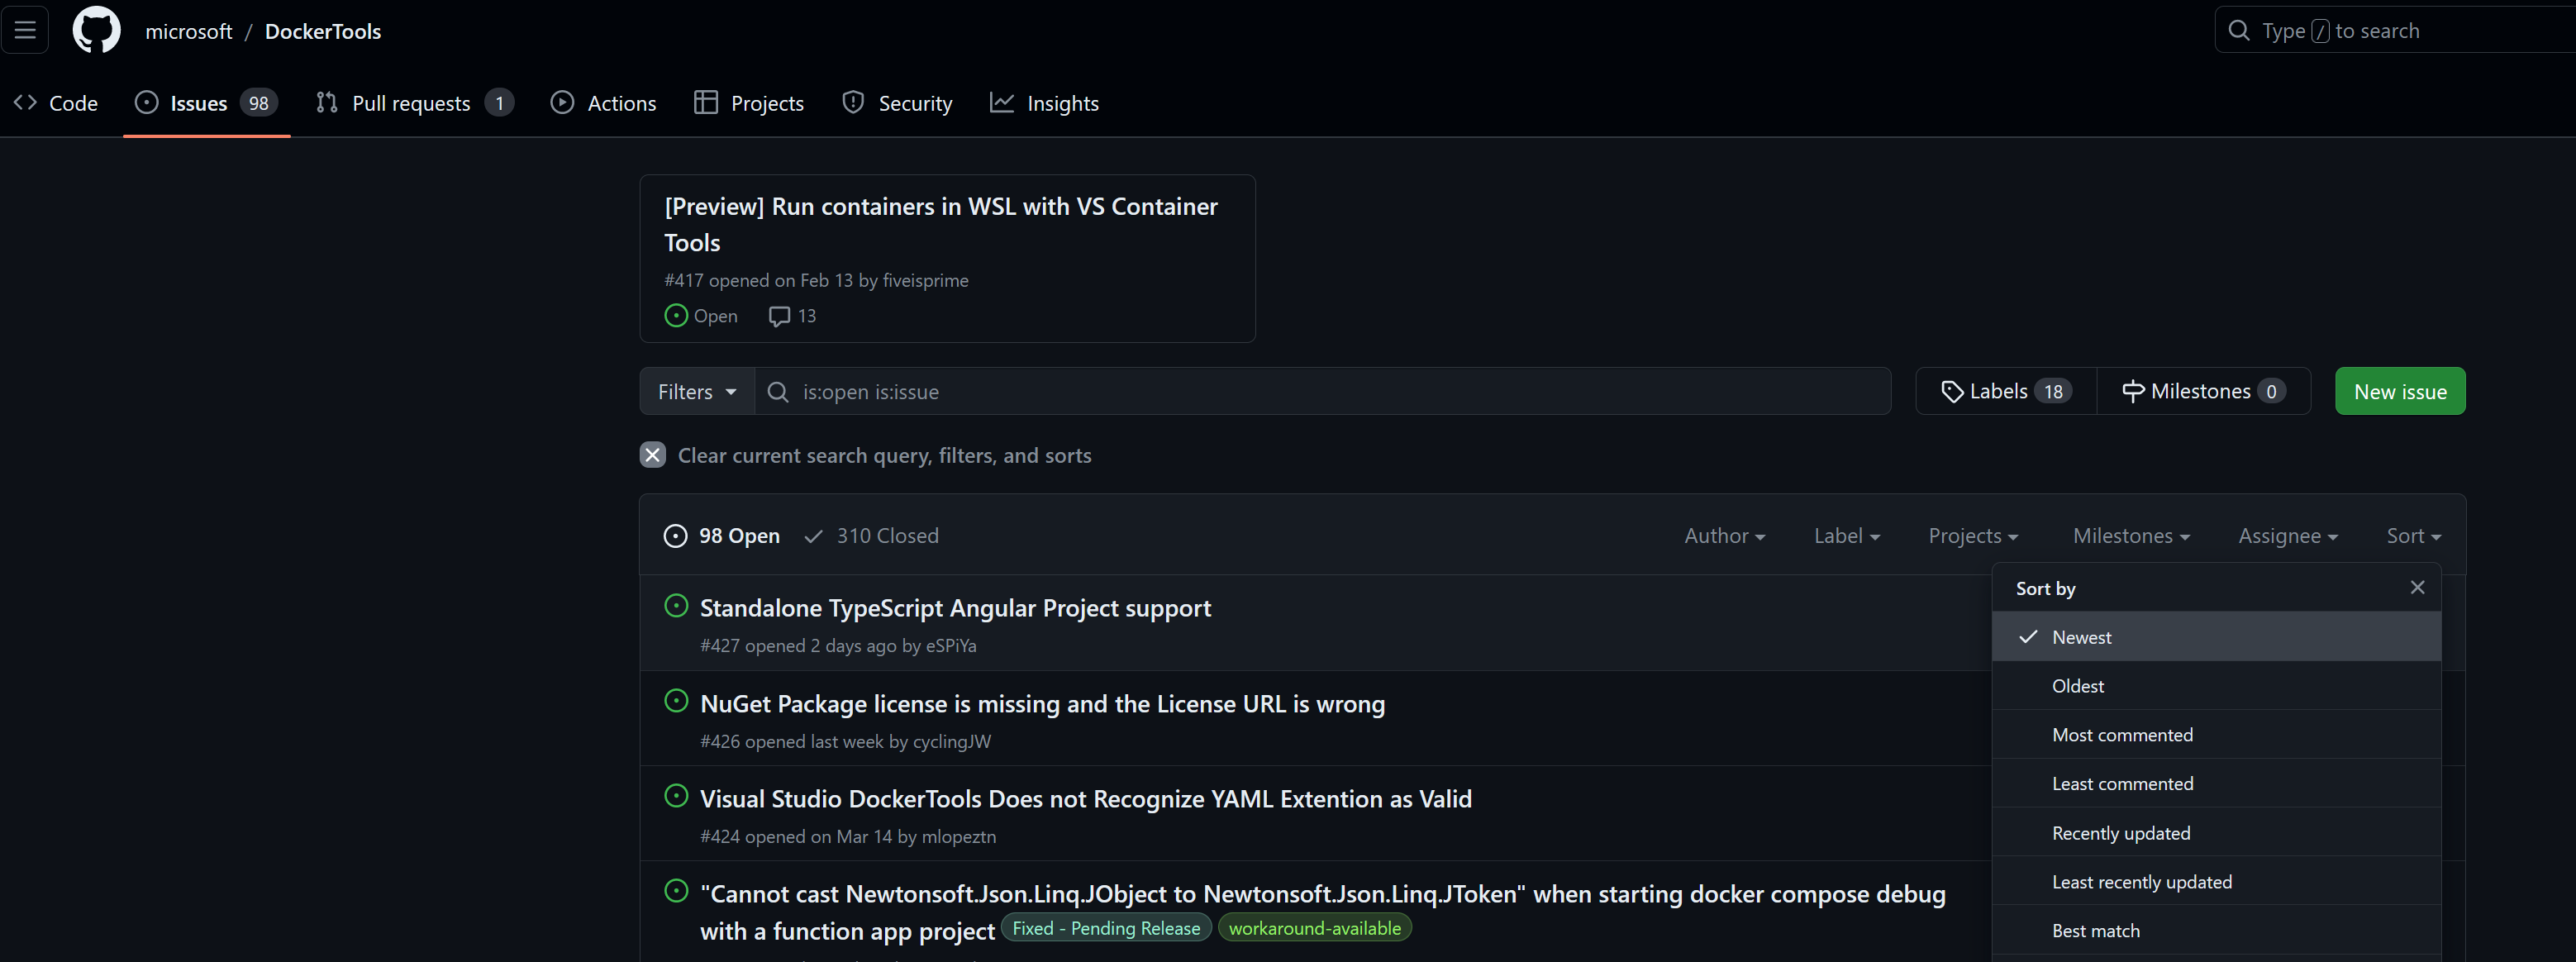 microsoft / DockerTools
Type / to search
Code Issues 98 Pull requests 1 Actions Projects Security Insights
[Preview] Run containers in WSL with VS Container
Tools
#417 opened on Feb 13 by fiveisprime
Open 13
Filters is:open is:issue Labels 18 Milestones 0 New issue
Clear current search query, filters, and sorts
98 Open 310 Closed Author Label Projects Milestones Assignee Sort
Standalone TypeScript Angular Project support
#427 opened 2 days ago by eSPiYa
NuGet Package license is missing and the License URL is wrong
#426 opened last week by cyclingJW
Visual Studio DockerTools Does not Recognize YAML Extention as Valid
#424 opened on Mar 14 by mlopeztn
"Cannot cast Newtonsoft.Json.Linq.JObject to Newtonsoft.Json.Linq.JToken" when starting docker compose debug
with a function app project Fixed - Pending Release workaround-available
Sort by
Newest
Oldest
Most commented
Least commented
Recently updated
Least recently updated
Best match